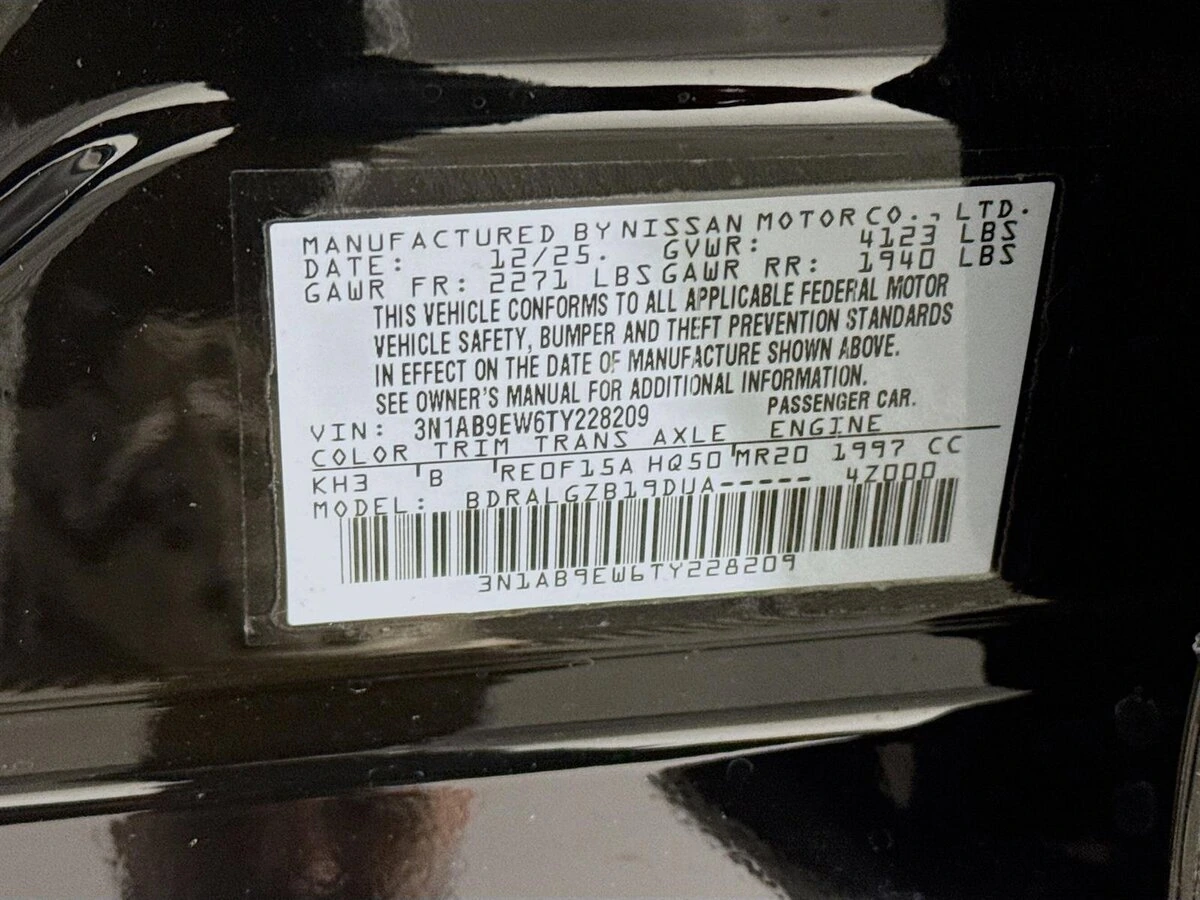 MANUFACTURED BY NISSAN MOTOR CO., LTD.
DATE: 12/25. GVWR: 4123 LBS
GAWR FR: 2271 LBS GAWR RR: 1940 LBS
THIS VEHICLE CONFORMS TO ALL APPLICABLE FEDERAL MOTOR
VEHICLE SAFETY, BUMPER AND THEFT PREVENTION STANDARDS
IN EFFECT ON THE DATE OF MANUFACTURE SHOWN ABOVE.
SEE OWNER'S MANUAL FOR ADDITIONAL INFORMATION.
VIN: 3N1AB9EW6TY228209 PASSENGER CAR.
COLOR TRIM TRANS AXLE ENGINE
KH3 B RE0F15A HQ50 MR20 1997 CC
MODEL: BDRALGZB19DUA----- 4Z000
3N1AB9EW6TY228209